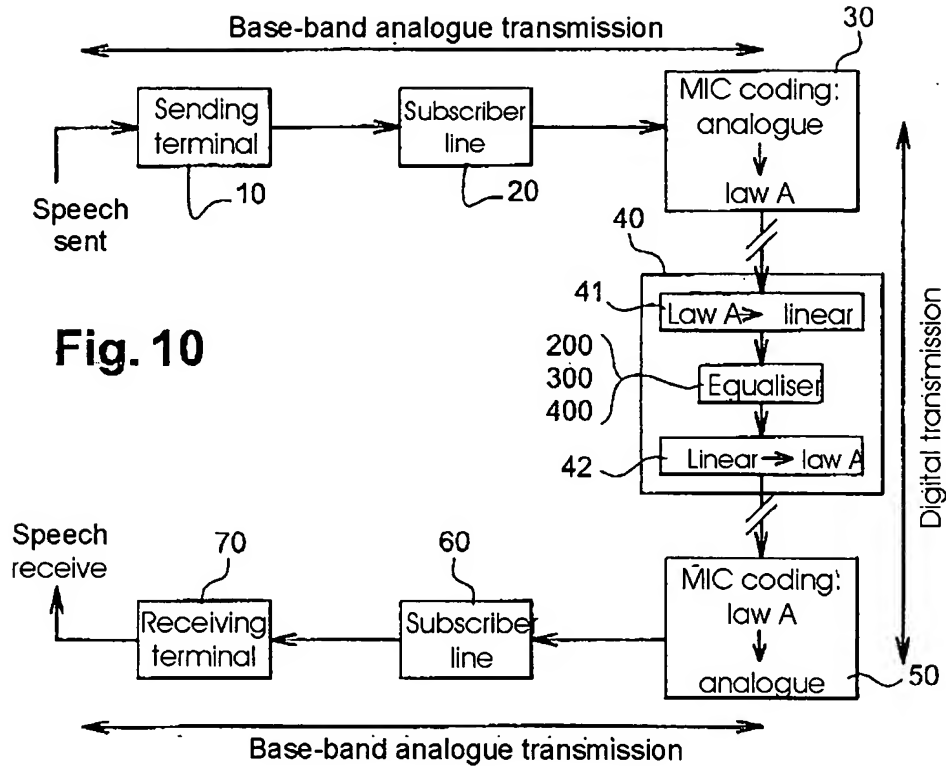 Base-band analogue transmission
30
Sending
terminal
Subscriber
line
MIC coding:
analogue
law A
10
20
Speech
sent
40
41
Law A → linear
Fig. 10
200
300
400
Equaliser
42
Linear → law A
Digital transmission
Speech
receive
70
60
Receiving
terminal
Subscriber
line
MIC coding:
law A
analogue
50
Base-band analogue transmission